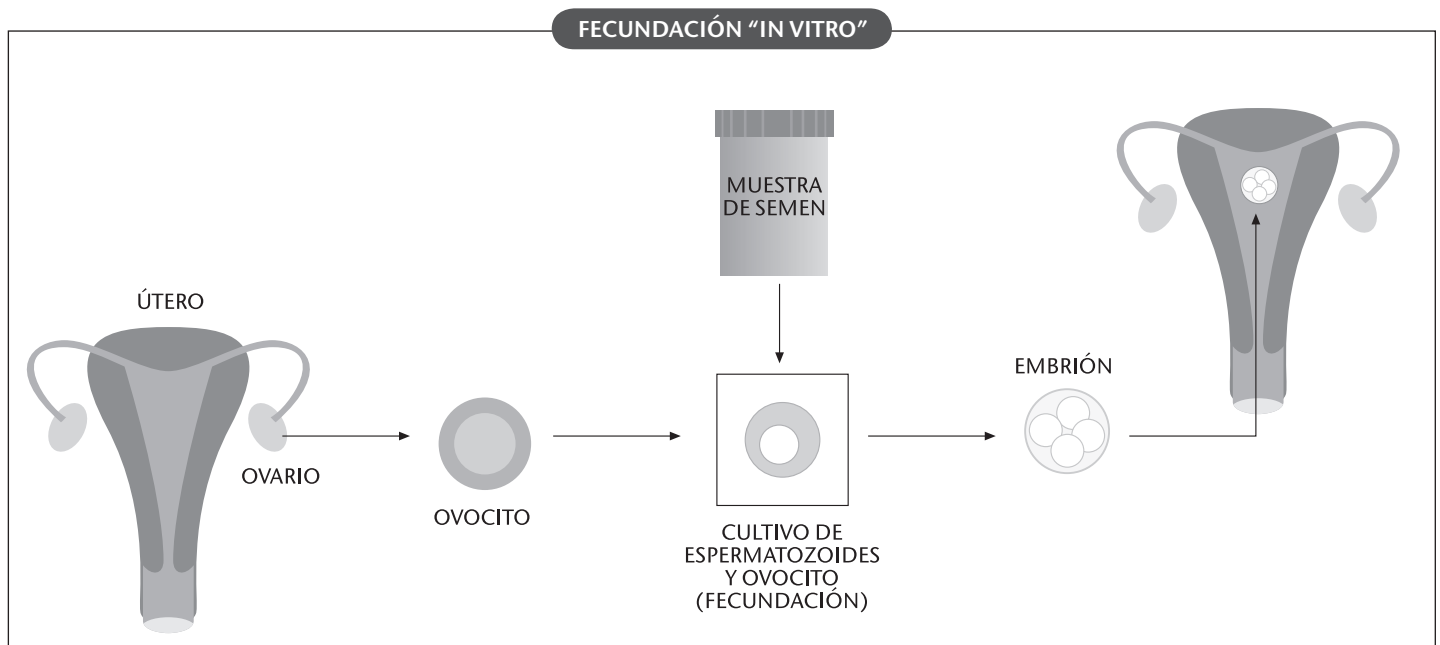 FECUNDACIÓN “IN VITRO”
MUESTRA
DE SEMEN
ÚTERO
OVARIO
OVOCITO
CULTIVO DE
ESPERMATOZOIDES
Y OVOCITO
(FECUNDACIÓN)
EMBRIÓN